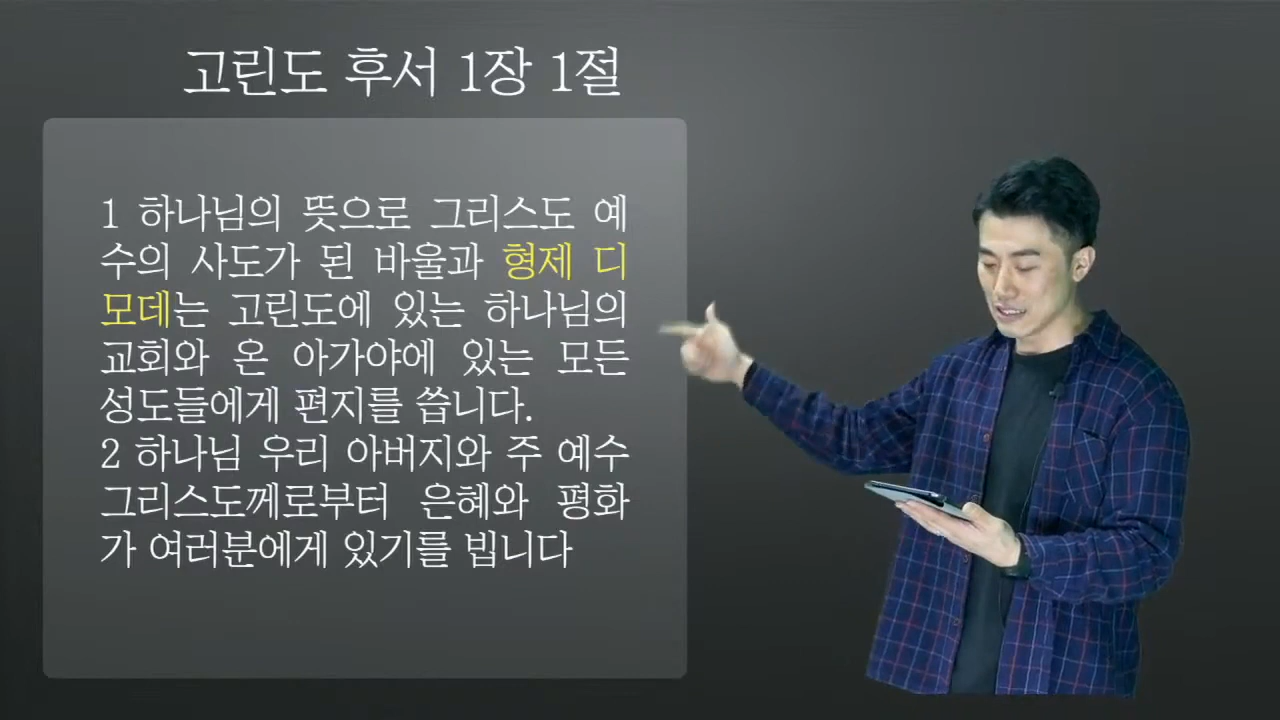 고린도 후서 1장 1절
1 하나님의 뜻으로 그리스도 예
수의 사도가 된 바울과 형제 디
모데는 고린도에 있는 하나님의
교회와 온 아가야에 있는 모든
성도들에게 편지를 씁니다.
2 하나님 우리 아버지와 주 예수
그리스도께로부터 은혜와 평화
가 여러분에게 있기를 빕니다